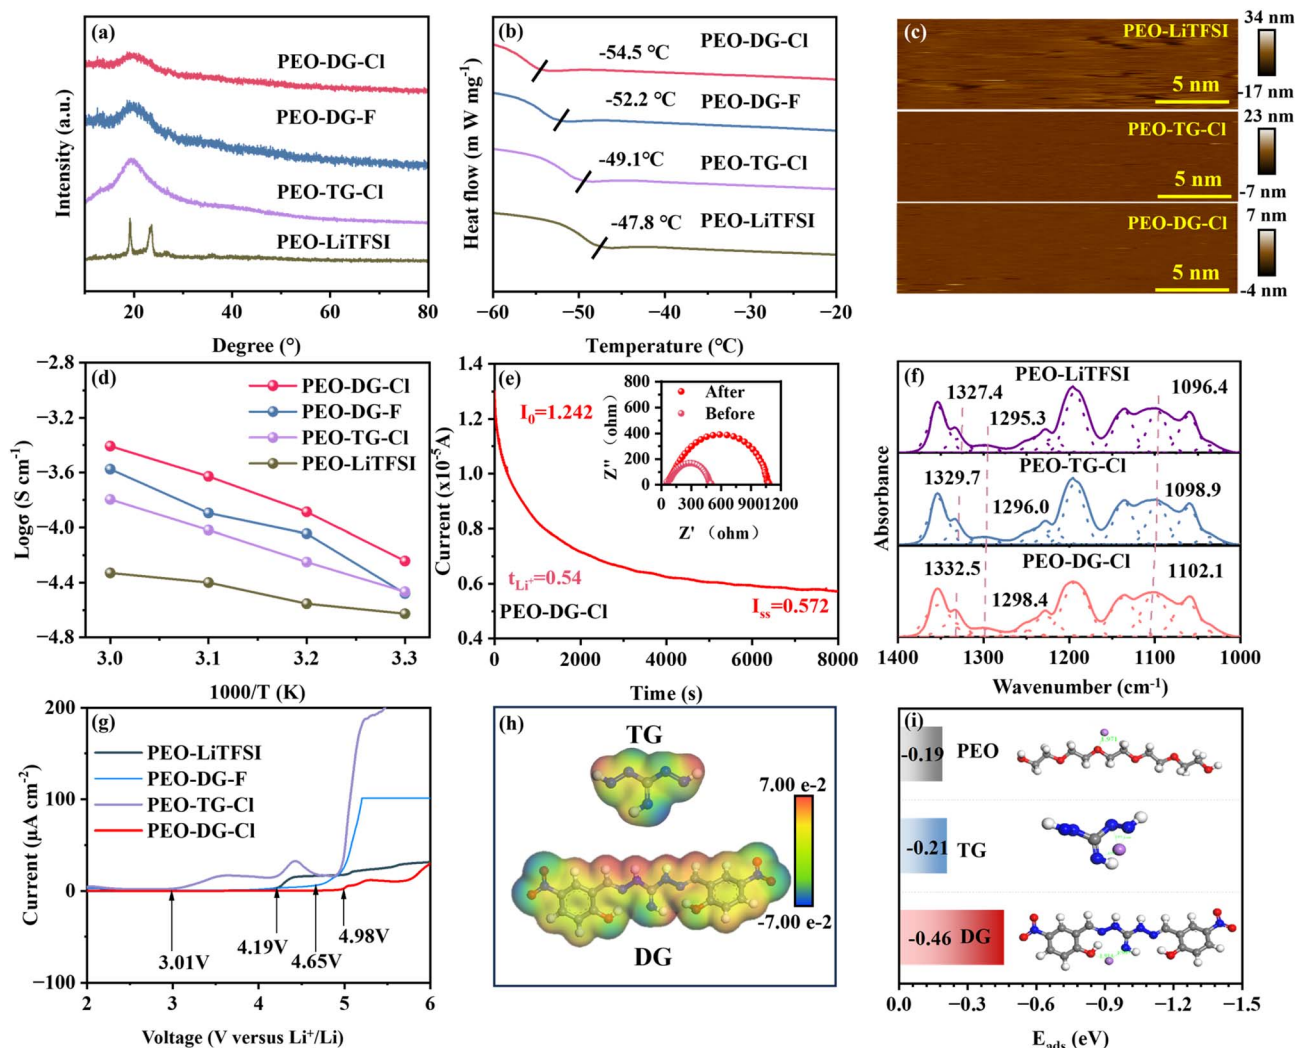 (a)
PEO-DG-Cl
PEO-DG-F
PEO-TG-Cl
PEO-LiTFSI
Intensity (a.u.)
20 40 60 80
Degree (°)
(b)
-54.5 ℃ PEO-DG-Cl
-52.2 ℃ PEO-DG-F
-49.1℃ PEO-TG-Cl
-47.8 ℃ PEO-LiTFSI
Heat flow (m W mg⁻¹)
−60 −50 −40 −30 −20
Temperature (℃)
(c)
PEO-LiTFSI
5 nm
34 nm
-17 nm
PEO-TG-Cl
5 nm
23 nm
-7 nm
PEO-DG-Cl
5 nm
7 nm
-4 nm
(d)
PEO-DG-Cl
PEO-DG-F
PEO-TG-Cl
PEO-LiTFSI
Logσ (S cm⁻¹)
−2.8
−3.2
−3.6
−4.0
−4.4
−4.8
3.0 3.1 3.2 3.3
1000/T (K)
(e)
I₀=1.242
tLi⁺=0.54
PEO-DG-Cl
Iss=0.572
Current (x10⁻⁵A)
1.4
1.2
1.0
0.8
0.6
0.4
0 2000 4000 6000 8000
Time (s)
After
Before
Z'' (ohm)
800
600
400
200
0
0 300 600 900 1200
Z' (ohm)
(f)
PEO-LiTFSI
1327.4
1295.3
1096.4
PEO-TG-Cl
1329.7
1296.0
1098.9
PEO-DG-Cl
1332.5
1298.4
1102.1
Absorbance
1400 1300 1200 1100 1000
Wavenumber (cm⁻¹)
(g)
PEO-LiTFSI
PEO-DG-F
PEO-TG-Cl
PEO-DG-Cl
3.01V
4.19V
4.65V
4.98V
Current (μA cm⁻²)
200
100
0
−100
2 3 4 5 6
Voltage (V versus Li⁺/Li)
(h)
TG
DG
7.00 e-2
-7.00 e-2
(i)
-0.19 PEO
-0.21 TG
-0.46 DG
0.0 −0.3 −0.6 −0.9 −1.2 −1.5
Eads (eV)